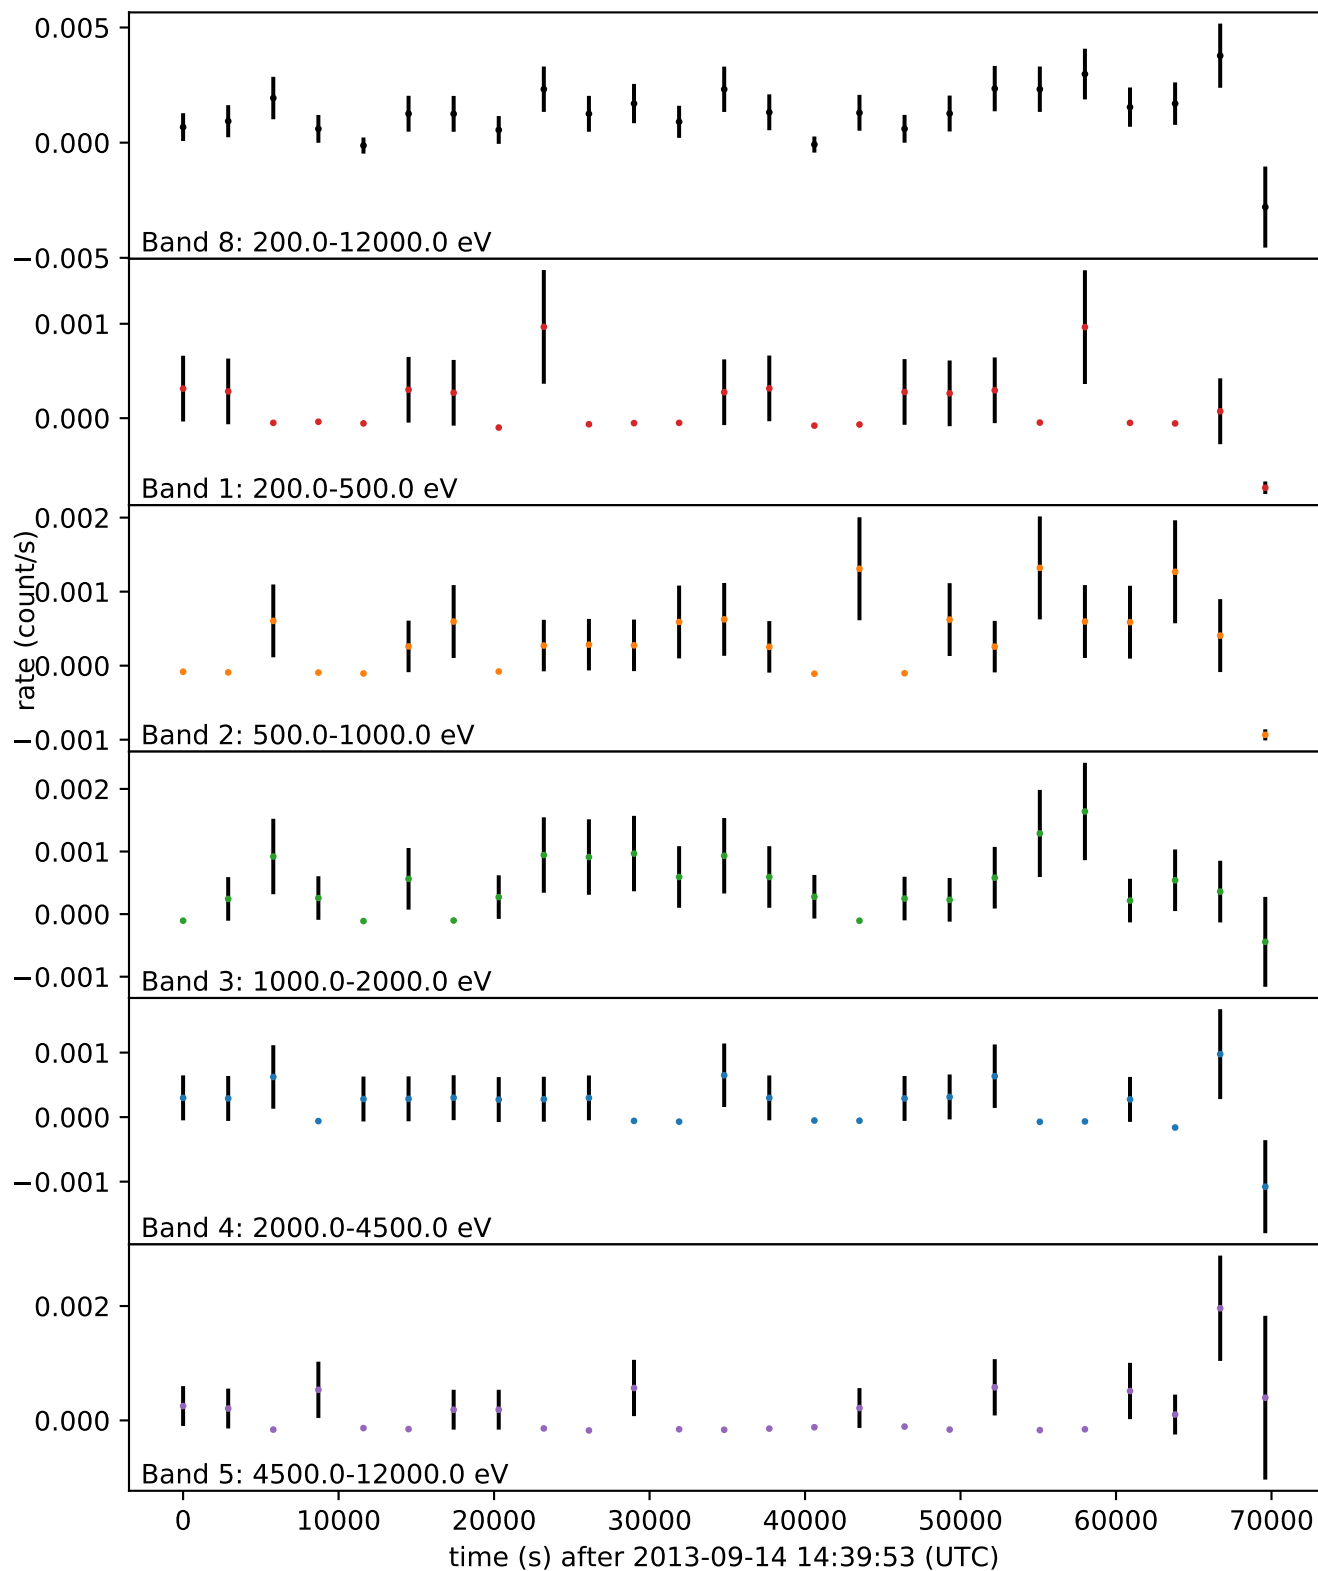 0.005
0.000
−0.005
Band 8: 200.0-12000.0 eV
0.001
0.000
Band 1: 200.0-500.0 eV
0.002
0.001
0.000
−0.001
Band 2: 500.0-1000.0 eV
rate (count/s)
0.002
0.001
0.000
−0.001
Band 3: 1000.0-2000.0 eV
0.001
0.000
−0.001
Band 4: 2000.0-4500.0 eV
0.002
0.000
Band 5: 4500.0-12000.0 eV
0 10000 20000 30000 40000 50000 60000 70000
time (s) after 2013-09-14 14:39:53 (UTC)